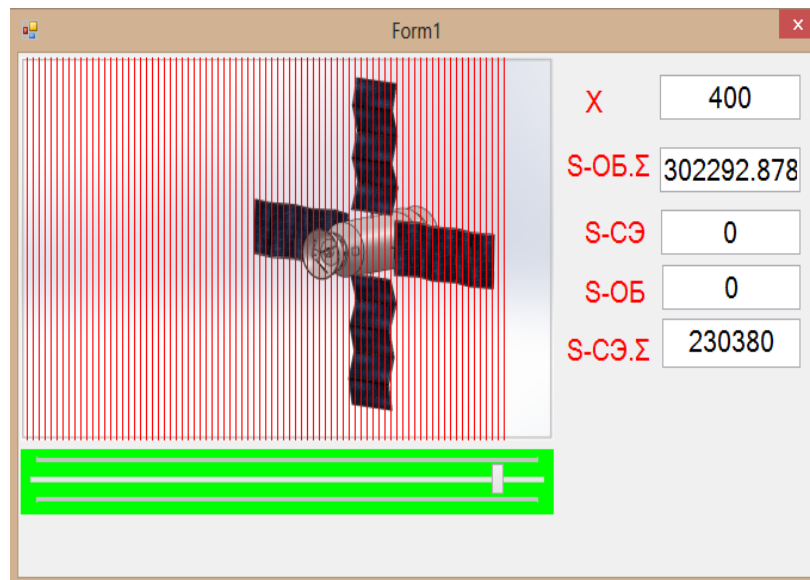 Form1
x
X 400
S-ОБ.Σ 302292.878
S-СЭ 0
S-ОБ 0
S-СЭ.Σ 230380